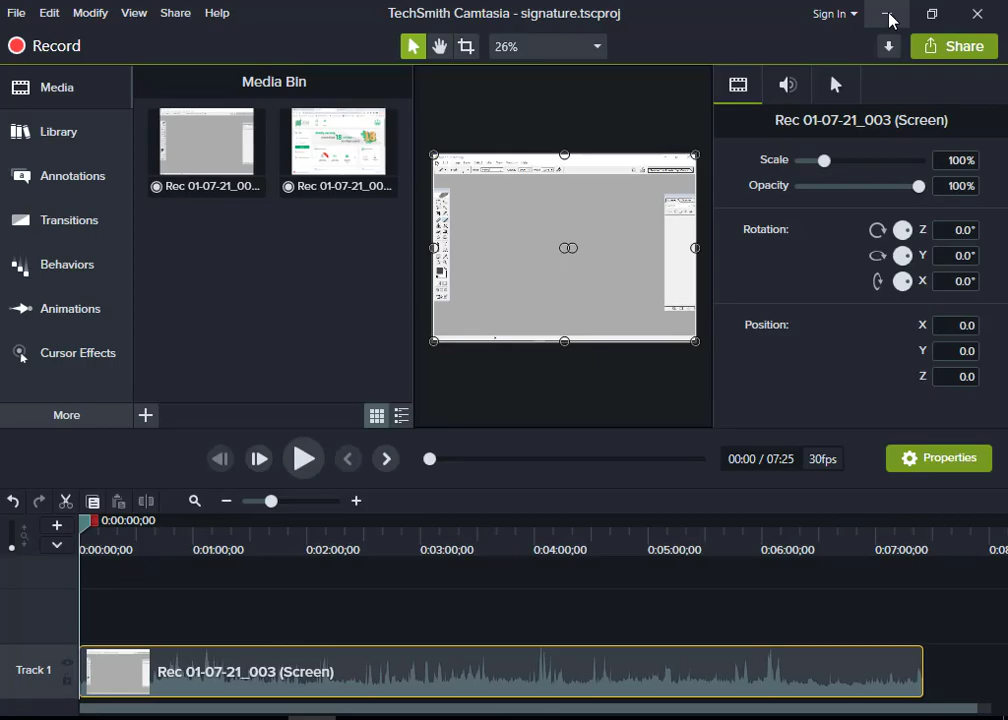 File Edit Modify View Share Help TechSmith Camtasia - signature.tscproj Sign In
Record 26% Share
Media
Media Bin
Library
Annotations
Transitions
Behaviors
Animations
Cursor Effects
More
Rec 01-07-21_00... Rec 01-07-21_00...
Rec 01-07-21_003 (Screen)
Scale 100%
Opacity 100%
Rotation: Z 0.0°
Y 0.0°
X 0.0°
Position: X 0.0
Y 0.0
Z 0.0
00:00 / 07:25 30fps Properties
0:00:00;00
0:00:00;00 0:01:00;00 0:02:00;00 0:03:00;00 0:04:00;00 0:05:00;00 0:06:00;00 0:07:00;00
Track 1 Rec 01-07-21_003 (Screen)